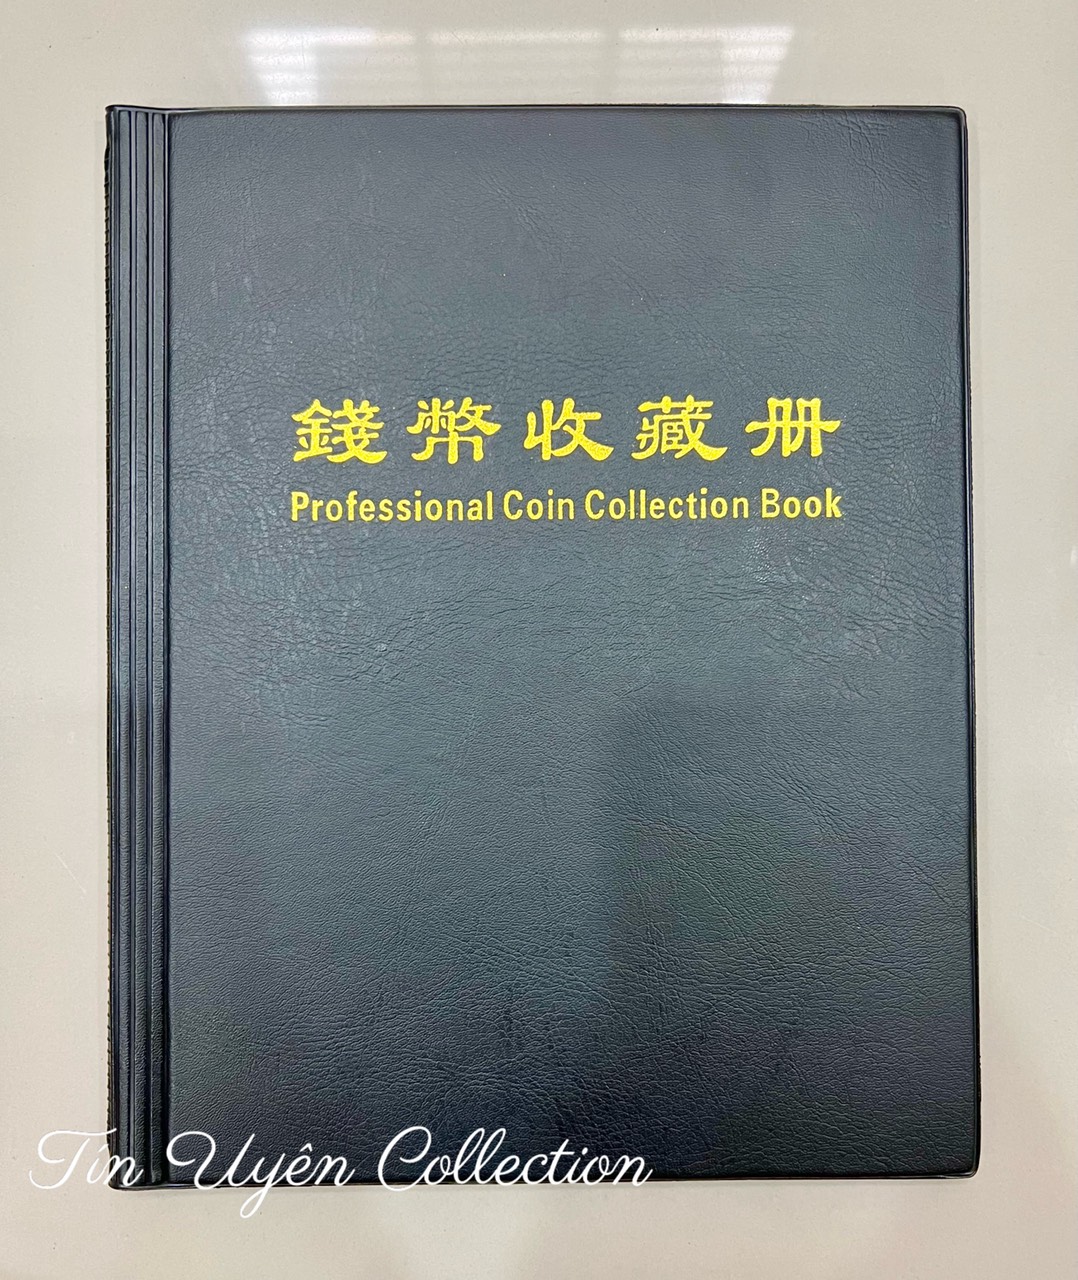 錢幣收藏册
Professional Coin Collection Book
Tín Uyên Collection